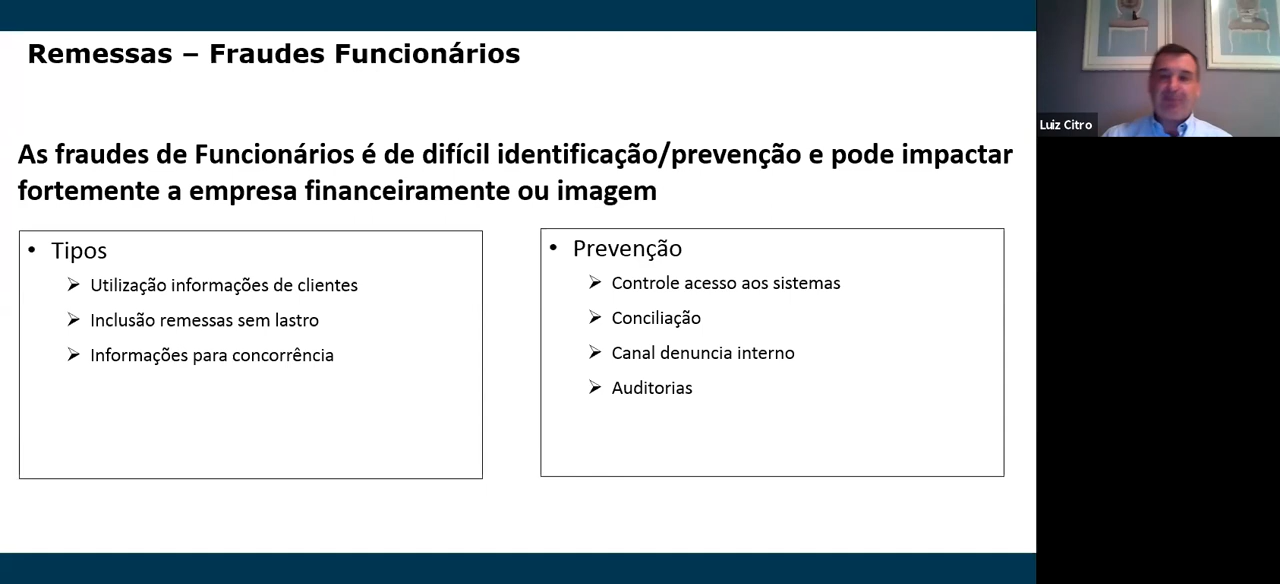 Remessas – Fraudes Funcionários
Luiz Citro
As fraudes de Funcionários é de difícil identificação/prevenção e pode impactar
fortemente a empresa financeiramente ou imagem
• Tipos
➢ Utilização informações de clientes
➢ Inclusão remessas sem lastro
➢ Informações para concorrência
• Prevenção
➢ Controle acesso aos sistemas
➢ Conciliação
➢ Canal denuncia interno
➢ Auditorias